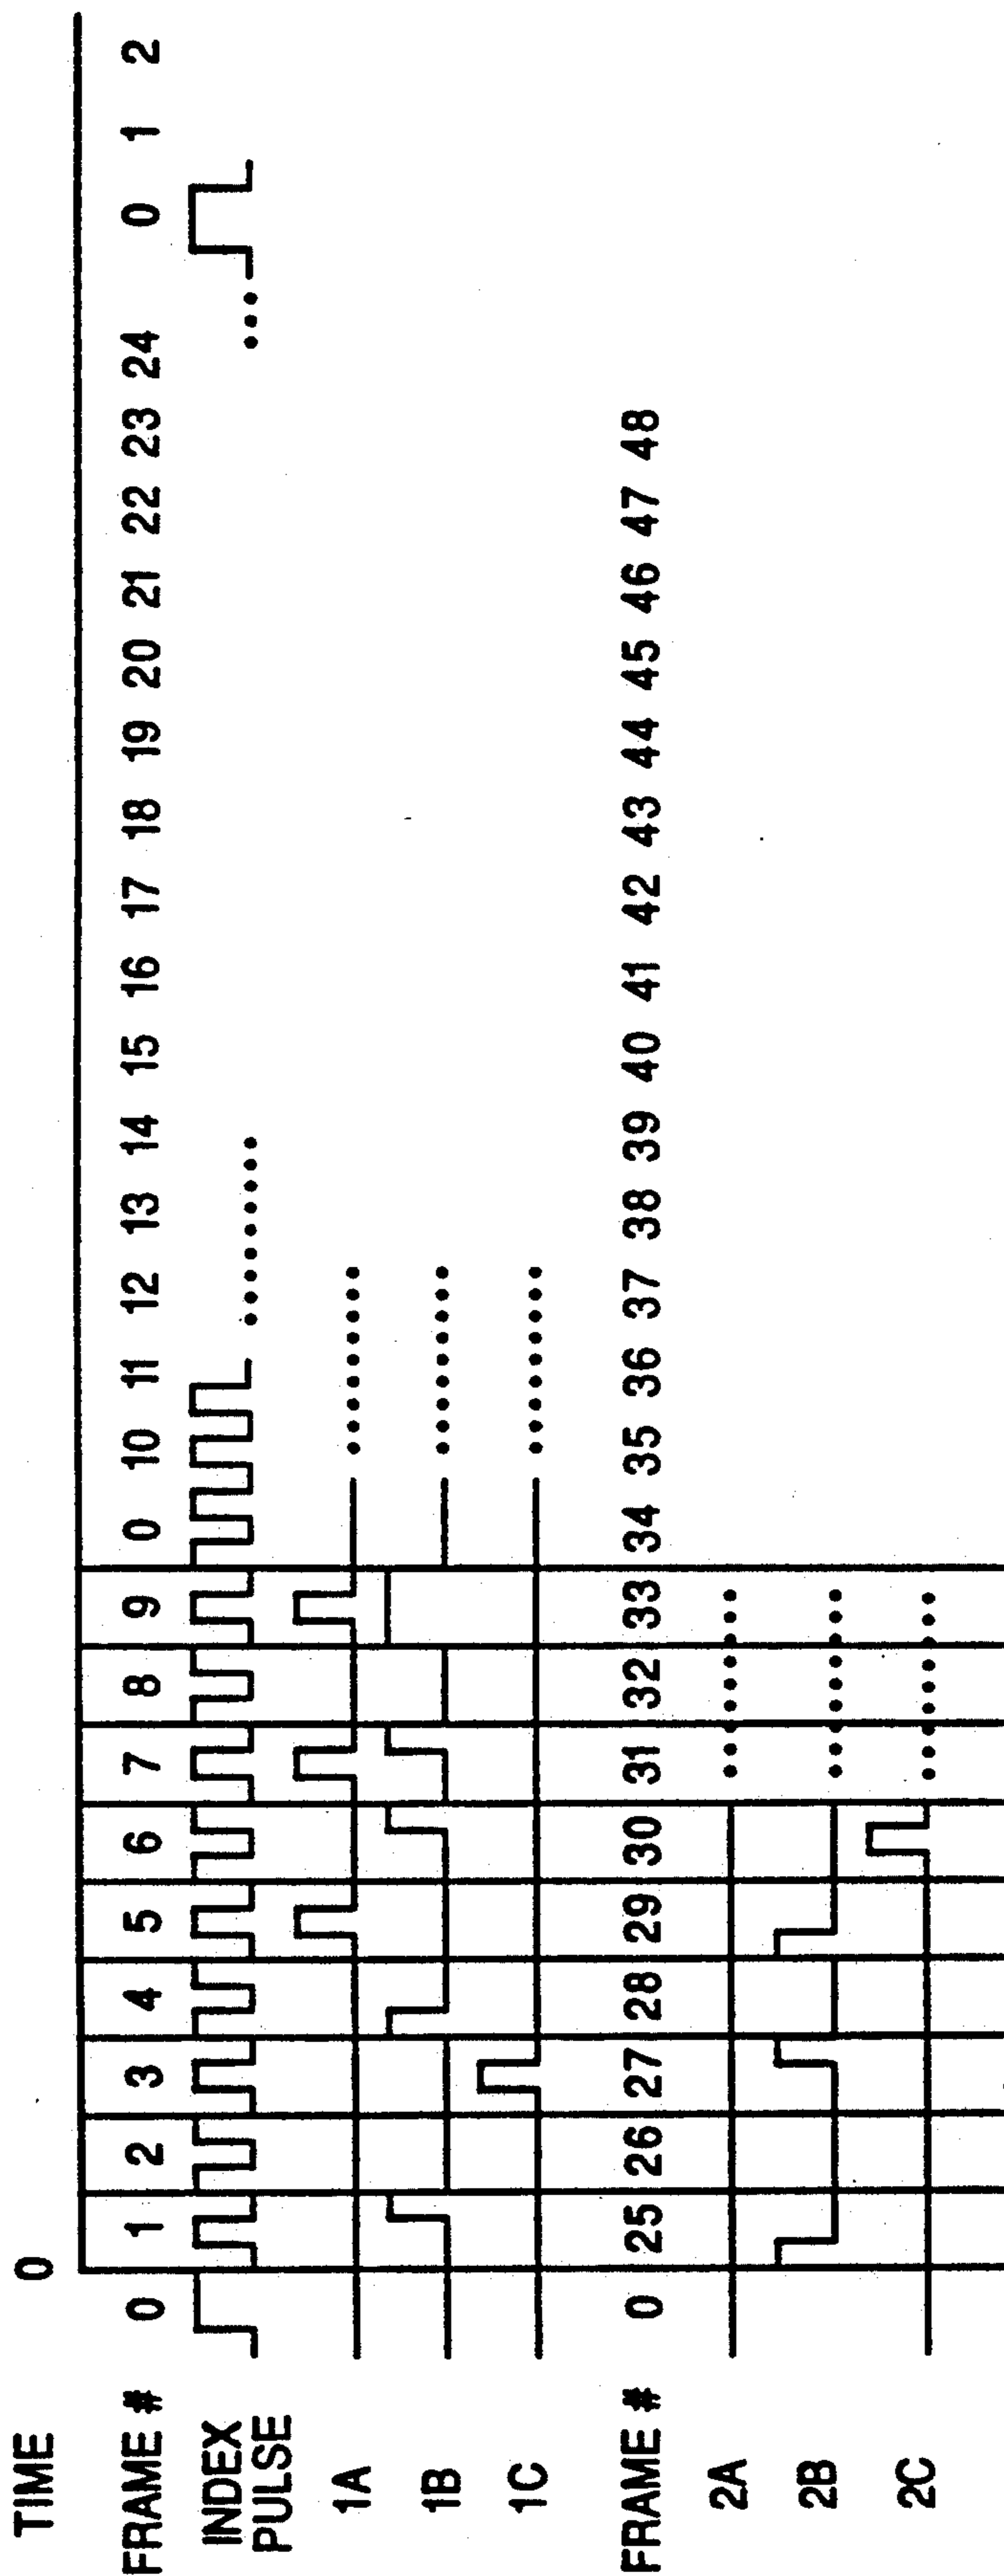 TIME 0
FRAME # 0 1 2 3 4 5 6 7 8 9 0 10 11 12 13 14 15 16 17 18 19 20 21 22 23 24 0 1 2
INDEX
PULSE
1A
1B
1C
FRAME # 0 25 26 27 28 29 30 31 32 33 34 35 36 37 38 39 40 41 42 43 44 45 46 47 48
2A
2B
2C